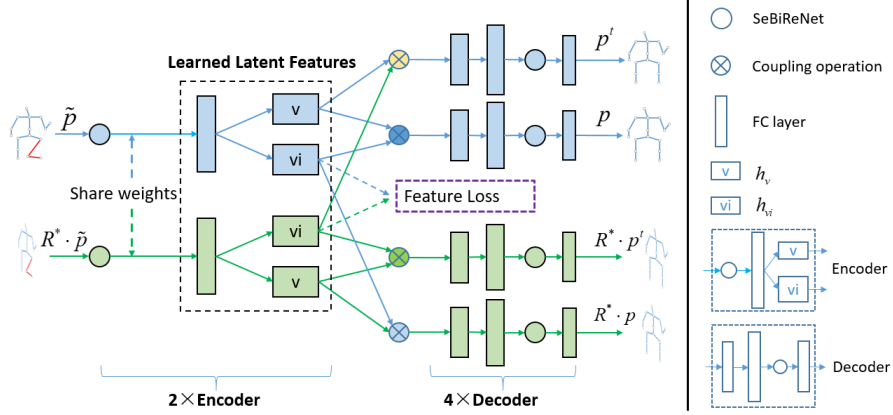 Learned Latent Features
p̃
v
vi
Share weights
R* · p̃
vi
v
p^t
p
Feature Loss
R* · p^t
R* · p
2×Encoder
4×Decoder
SeBiReNet
Coupling operation
FC layer
v
h_v
vi
h_vi
v
vi
Encoder
Decoder